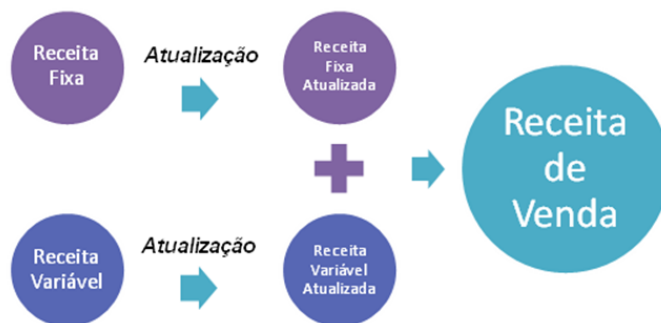 Receita
Fixa
Atualização
Receita
Fixa
Atualizada
Receita
de
Venda
Receita
Variável
Atualização
Receita
Variável
Atualizada